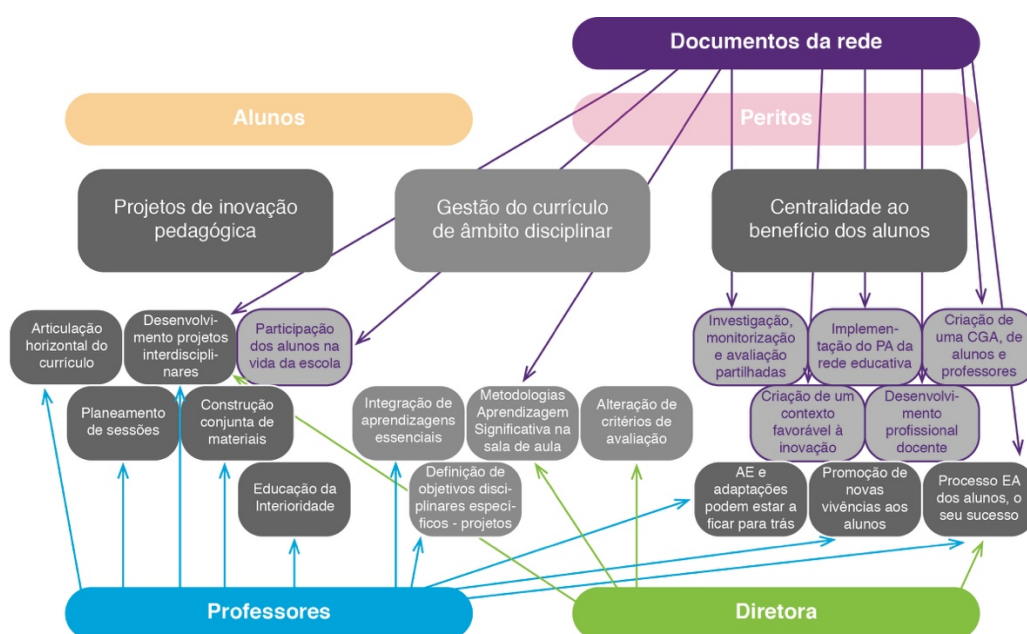 Documentos da rede
Alunos
Peritos
Projetos de inovação
pedagógica
Gestão do currículo
de âmbito disciplinar
Centralidade ao
benefício dos alunos
Articulação
horizontal do
currículo
Desenvolvi-
mento projetos
interdiscipli-
nares
Participação
dos alunos na
vida da escola
Investigação,
monitorização
e avaliação
partilhadas
Implemen-
tação do PA da
rede educativa
Criação de
uma CGA, de
alunos e
professores
Planeamento
de sessões
Construção
conjunta de
materiais
Integração de
aprendizagens
essenciais
Metodologias
Aprendizagem
Significativa na
sala de aula
Alteração de
critérios de
avaliação
Criação de um
contexto
favorável à
inovação
Desenvolvimento
profissional
docente
Educação da
Interioridade
Definição de
objetivos disci-
plinares especí-
ficos - projetos
AE e
adaptações
podem estar a
ficar para trás
Promoção de
novas
vivências aos
alunos
Processo EA
dos alunos, o
seu sucesso
Professores
Diretora